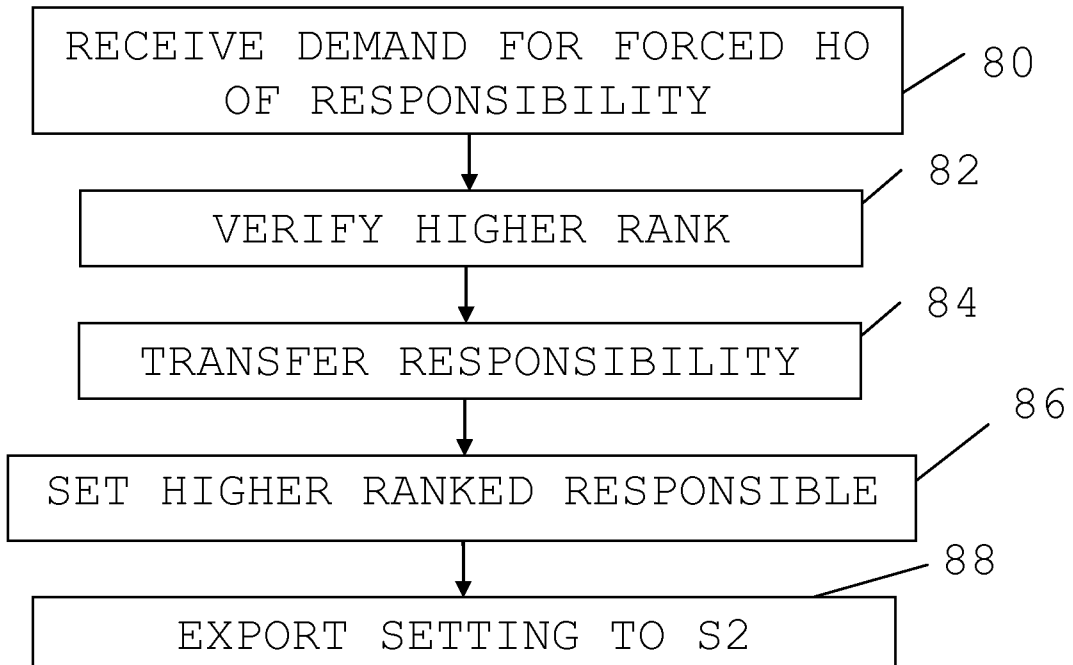 RECEIVE DEMAND FOR FORCED HO
OF RESPONSIBILITY
80
VERIFY HIGHER RANK
82
TRANSFER RESPONSIBILITY
84
SET HIGHER RANKED RESPONSIBLE
86
EXPORT SETTING TO S2
88